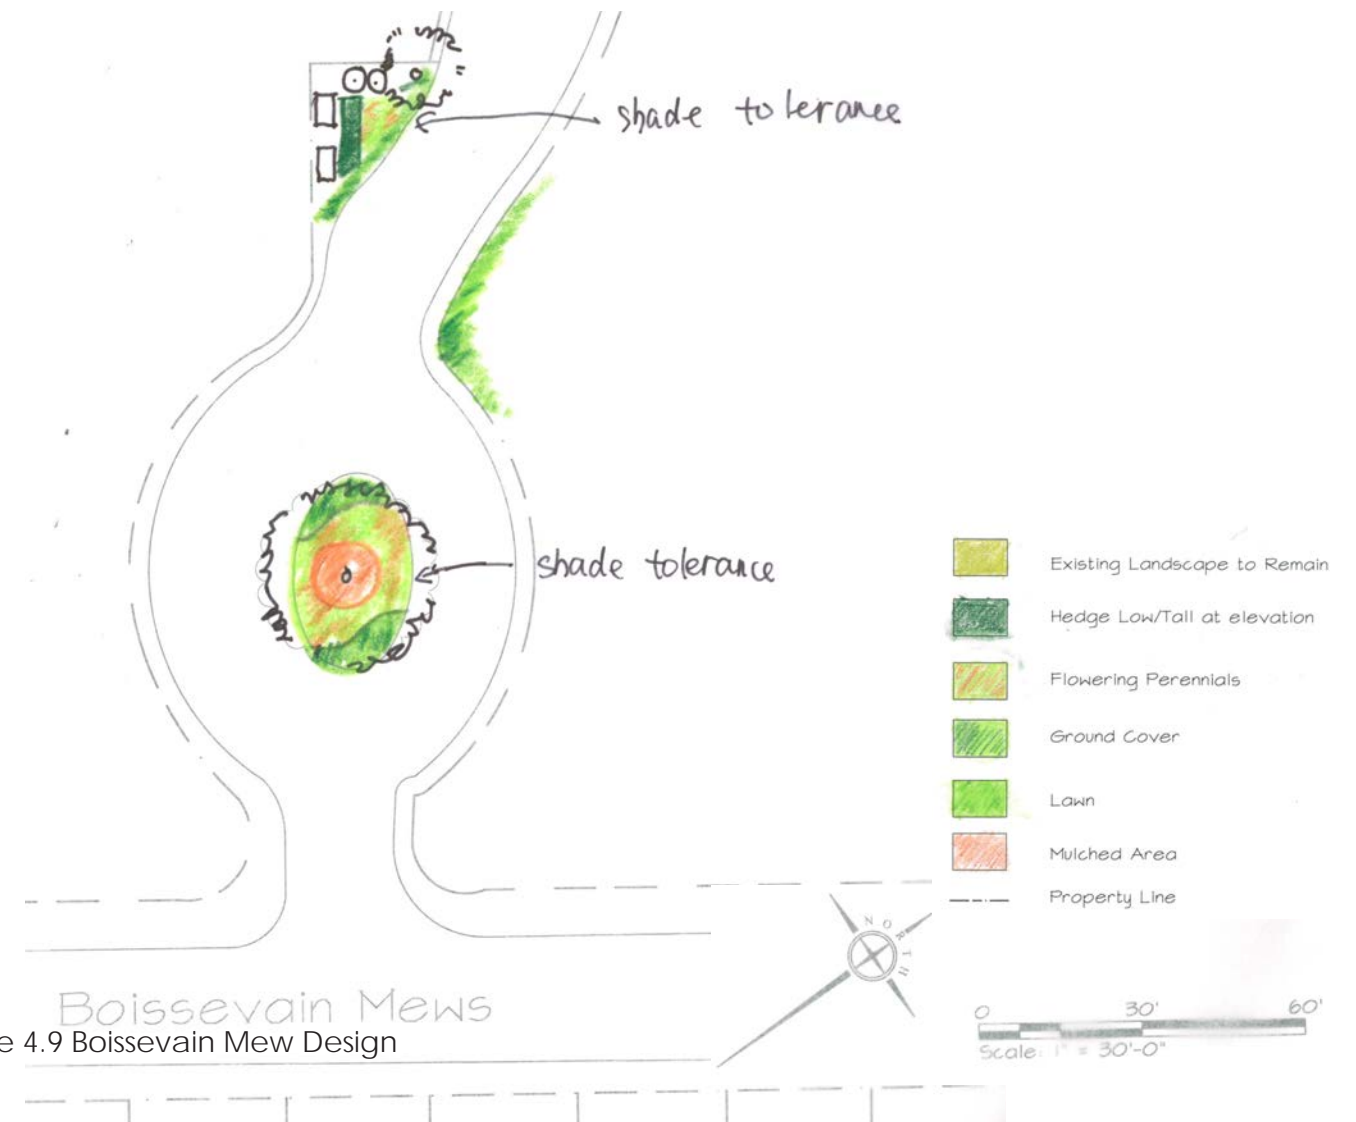 shade tolerance
shade tolerance
Existing Landscape to Remain
Hedge Low/Tall at elevation
Flowering Perennials
Ground Cover
Lawn
Mulched Area
Property Line
NORTH
0 30' 60'
Scale: 1" = 30'-0"
Boissevain Mews
e 4.9 Boissevain Mew Design